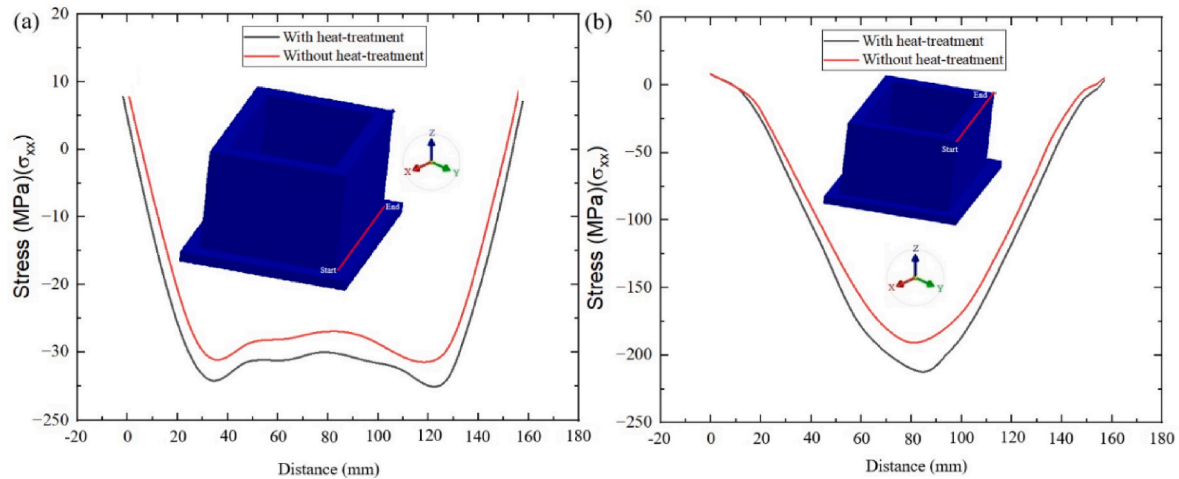 (a)
With heat-treatment
Without heat-treatment
20
10
0
−10
−20
−30
−250
Stress (MPa)(σxx)
Z
X
Y
End
Start
-20
0
20
40
60
80
100
120
140
160
180
Distance (mm)
(b)
With heat-treatment
Without heat-treatment
50
0
−50
−100
−150
−200
−250
Stress (MPa)(σxx)
End
Start
Z
X
Y
-20
0
20
40
60
80
100
120
140
160
180
Distance (mm)